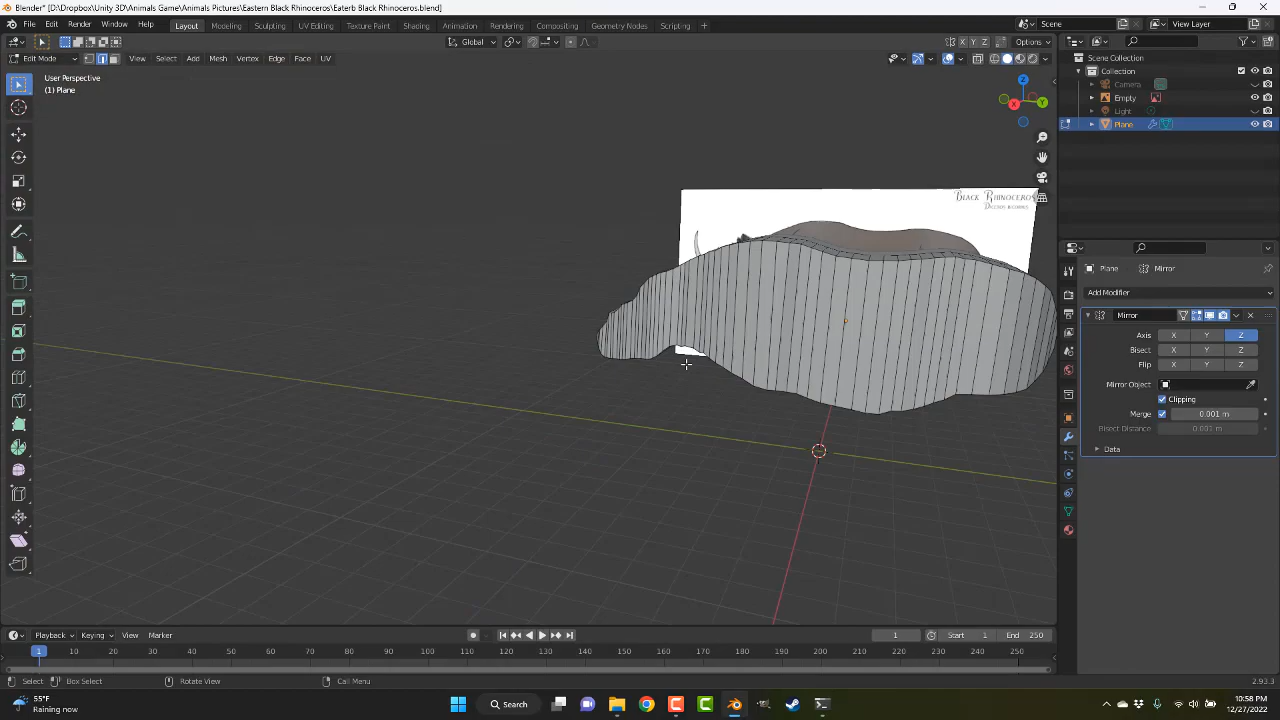 Blender* [D:\Dropbox\Unity 3D\Animals Game\Animals Pictures\Eastern Black Rhinoceros\Eaterb Black Rhinoceros.blend]
File Edit Render Window Help Layout Modeling Sculpting UV Editing Texture Paint Shading Animation Rendering Compositing Geometry Nodes Scripting + Scene View Layer
Global X Y Z Options
Edit Mode View Select Add Mesh Vertex Edge Face UV
User Perspective
(1) Plane
Scene Collection
Collection
Camera
Empty
Light
Plane
Z
X
Y
Black Rhinoceros
Plane Mirror
Add Modifier
Mirror
Axis X Y Z
Bisect X Y Z
Flip X Y Z
Mirror Object
Clipping
Merge 0.001 m
Bisect Distance 0.001 m
Data
Playback Keying View Marker 1 Start 1 End 250
1 10 20 30 40 50 60 70 80 90 100 110 120 130 140 150 160 170 180 190 200 210 220 230 240 250
Select Box Select Rotate View Call Menu 2.93.3
55°F
Raining now
Search
10:58 PM
12/27/2022